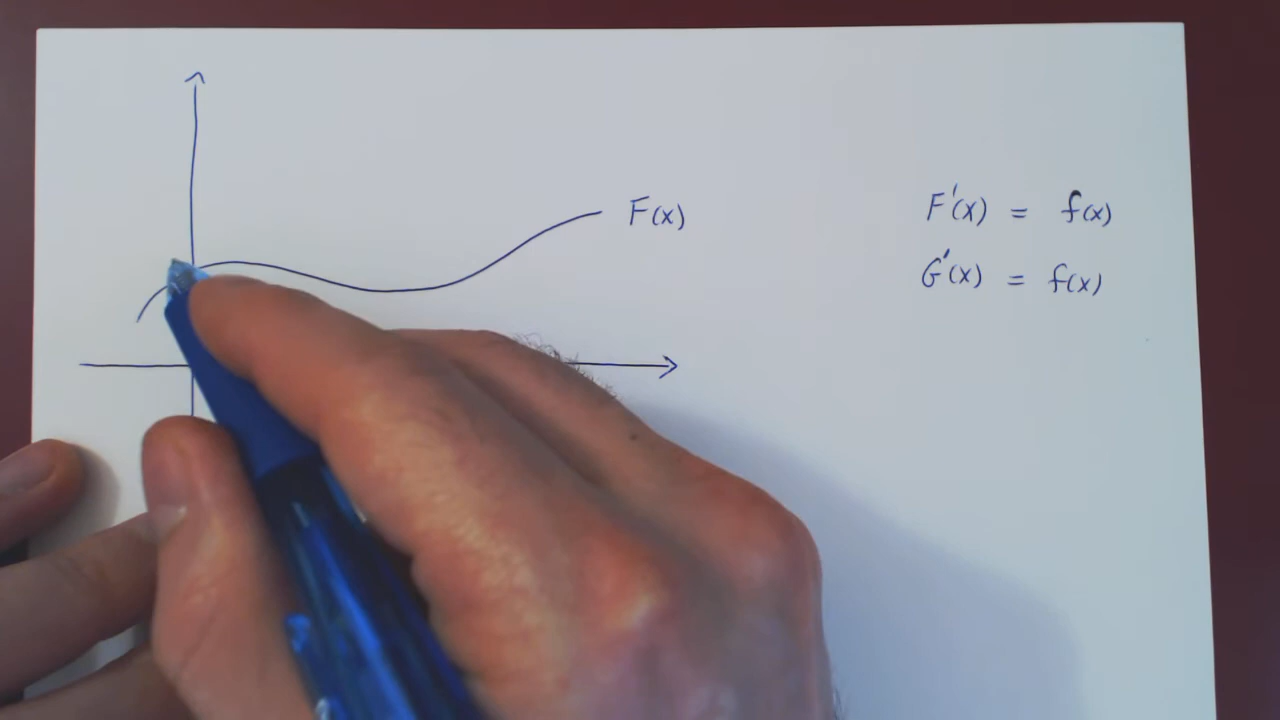 F(x)
F'(x) = f(x)
G'(x) = f(x)